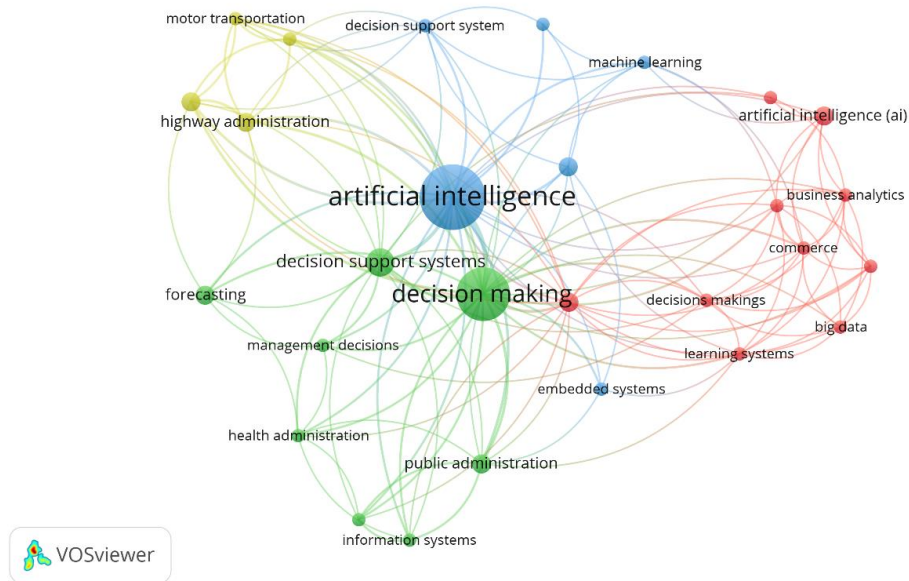 motor transportation
decision support system
machine learning
artificial intelligence (ai)
highway administration
artificial intelligence
business analytics
commerce
decision support systems
forecasting
decision making
decisions makings
big data
management decisions
learning systems
embedded systems
health administration
public administration
information systems
VOSviewer